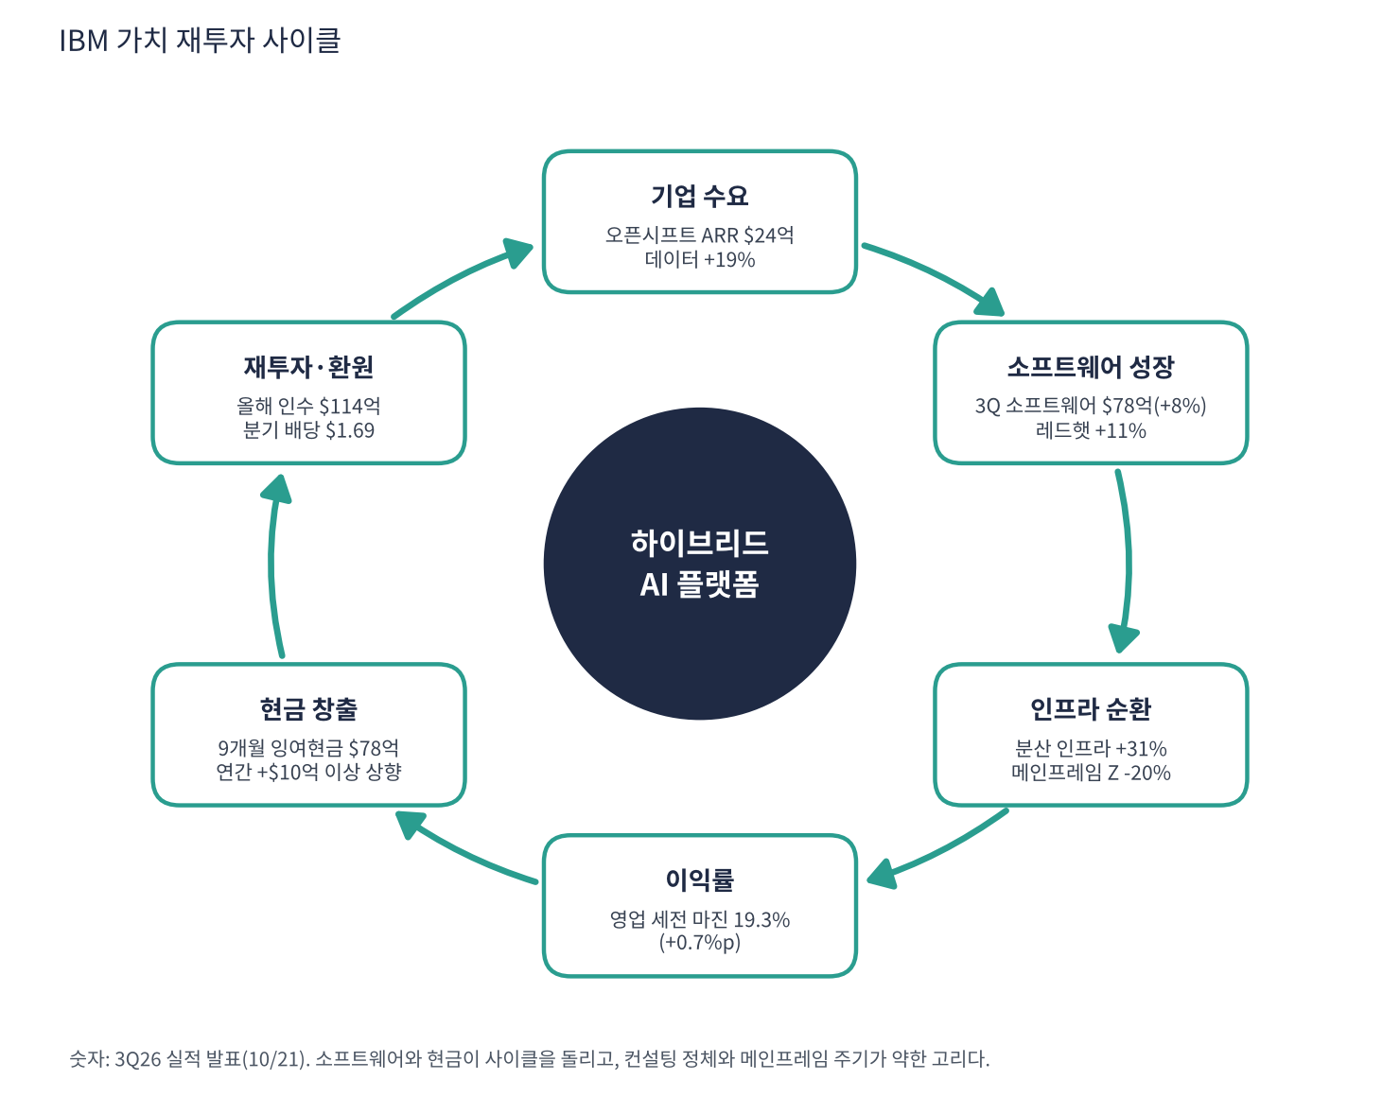 IBM 가치 재투자 사이클
기업 수요
오픈시프트 ARR $24억
데이터 +19%
소프트웨어 성장
3Q 소프트웨어 $78억(+8%)
레드햇 +11%
인프라 순환
분산 인프라 +31%
메인프레임 Z -20%
이익률
영업 세전 마진 19.3%
(+0.7%p)
현금 창출
9개월 잉여현금 $78억
연간 +$10억 이상 상향
재투자·환원
올해 인수 $114억
분기 배당 $1.69
하이브리드
AI 플랫폼
숫자: 3Q26 실적 발표(10/21). 소프트웨어와 현금이 사이클을 돌리고, 컨설팅 정체와 메인프레임 주기가 약한 고리다.